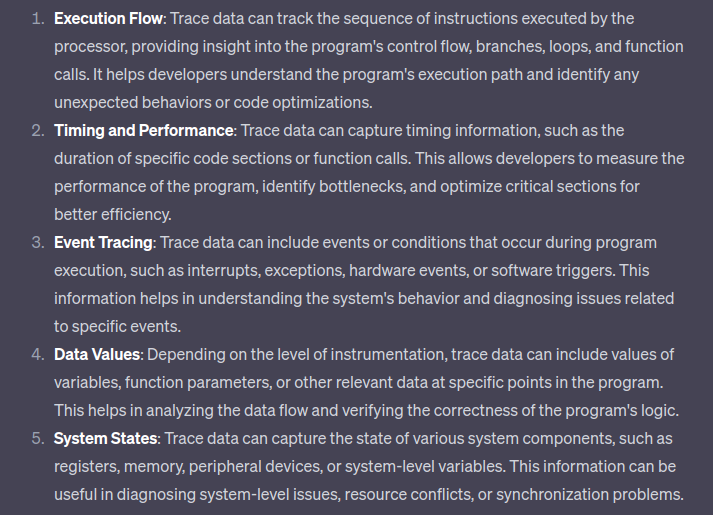 1. Execution Flow: Trace data can track the sequence of instructions executed by the
processor, providing insight into the program's control flow, branches, loops, and function
calls. It helps developers understand the program's execution path and identify any
unexpected behaviors or code optimizations.
2. Timing and Performance: Trace data can capture timing information, such as the
duration of specific code sections or function calls. This allows developers to measure the
performance of the program, identify bottlenecks, and optimize critical sections for
better efficiency.
3. Event Tracing: Trace data can include events or conditions that occur during program
execution, such as interrupts, exceptions, hardware events, or software triggers. This
information helps in understanding the system's behavior and diagnosing issues related
to specific events.
4. Data Values: Depending on the level of instrumentation, trace data can include values of
variables, function parameters, or other relevant data at specific points in the program.
This helps in analyzing the data flow and verifying the correctness of the program's logic.
5. System States: Trace data can capture the state of various system components, such as
registers, memory, peripheral devices, or system-level variables. This information can be
useful in diagnosing system-level issues, resource conflicts, or synchronization problems.